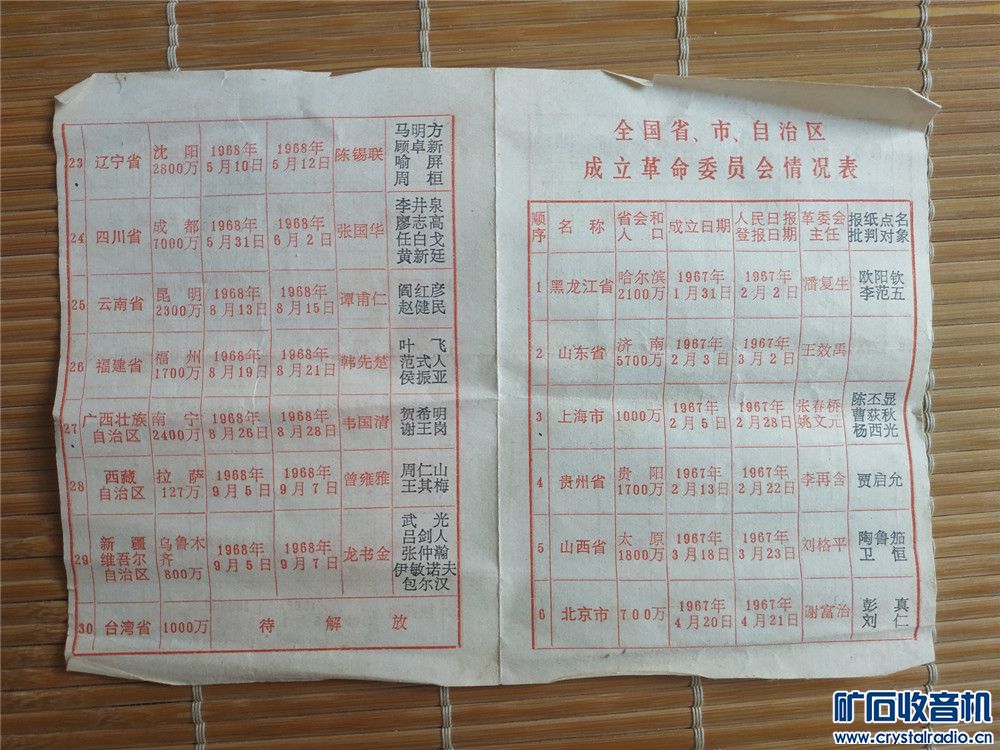 23 辽宁省 沈阳 2800万 1968年5月10日 1968年5月12日 陈锡联 马明方 顾卓新 喻屏 周桓
24 四川省 成都 7000万 1968年5月31日 1968年6月2日 张国华 李井泉 廖志高 任白戈 黄新廷
25 云南省 昆明 2300万 1968年8月13日 1968年8月15日 谭甫仁 阎红彦 赵健民
26 福建省 福州 1700万 1968年8月19日 1968年8月21日 韩先楚 叶飞 范式人 侯振亚
27 广西壮族自治区 南宁 2400万 1968年8月26日 1968年8月28日 韦国清 贺希明 谢王岗
28 西藏自治区 拉萨 127万 1968年9月5日 1968年9月7日 曾雍雅 周仁山 王其梅
29 新疆维吾尔自治区 乌鲁木齐 800万 1968年9月5日 1968年9月7日 龙书金 武光 吕剑人 张仲瀚 伊敏诺夫 包尔汉
30 台湾省 1000万 待解放
全国省、市、自治区
成立革命委员会情况表
顺序 名称 省会和人口 成立日期 人民日报登报日期 革委会主任 报纸点名批判对象
1 黑龙江省 哈尔滨 2100万 1967年1月31日 1967年2月2日 潘复生 欧阳钦 李范五
2 山东省 济南 5700万 1967年2月3日 1967年3月2日 王效禹
3 上海市 1000万 1967年2月5日 1967年2月28日 张春桥 姚文元 陈丕显 曹荻秋 杨西光
4 贵州省 贵阳 1700万 1967年2月13日 1967年2月22日 李再含 贾启允
5 山西省 太原 1800万 1967年3月18日 1967年3月23日 刘格平 陶鲁笳 卫恒
6 北京市 700万 1967年4月20日 1967年4月21日 谢富治 彭真 刘仁
矿石收音机
www.crystalradio.cn